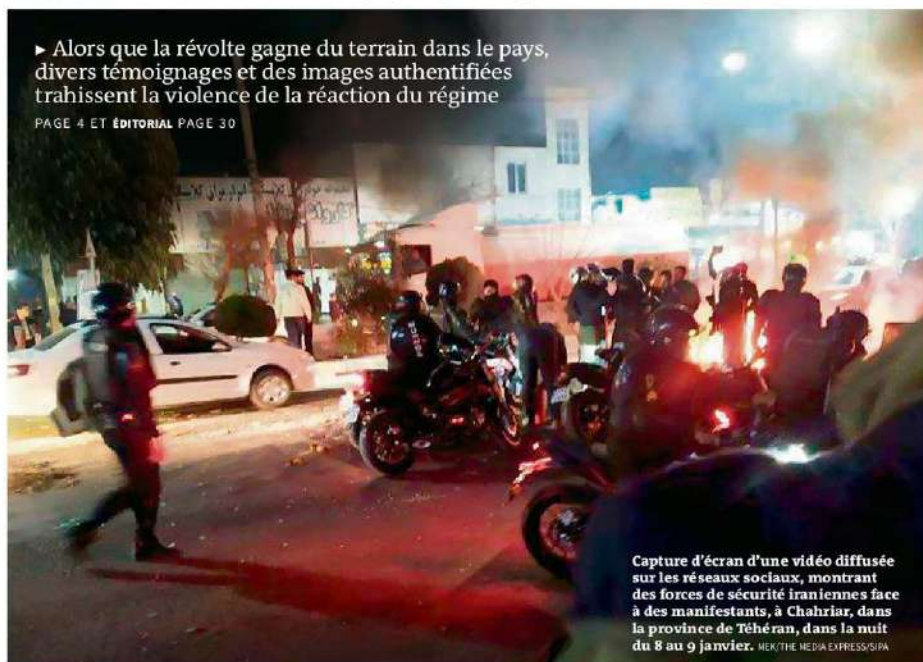 ▸ Alors que la révolte gagne du terrain dans le pays,
divers témoignages et des images authentifiées
trahissent la violence de la réaction du régime
PAGE 4 ET ÉDITORIAL PAGE 30
POLICE
Capture d'écran d'une vidéo diffusée
sur les réseaux sociaux, montrant
des forces de sécurité iraniennes face
à des manifestants, à Chahriar, dans
la province de Téhéran, dans la nuit
du 8 au 9 janvier. MEK/THE MEDIA EXPRESS/SIPA